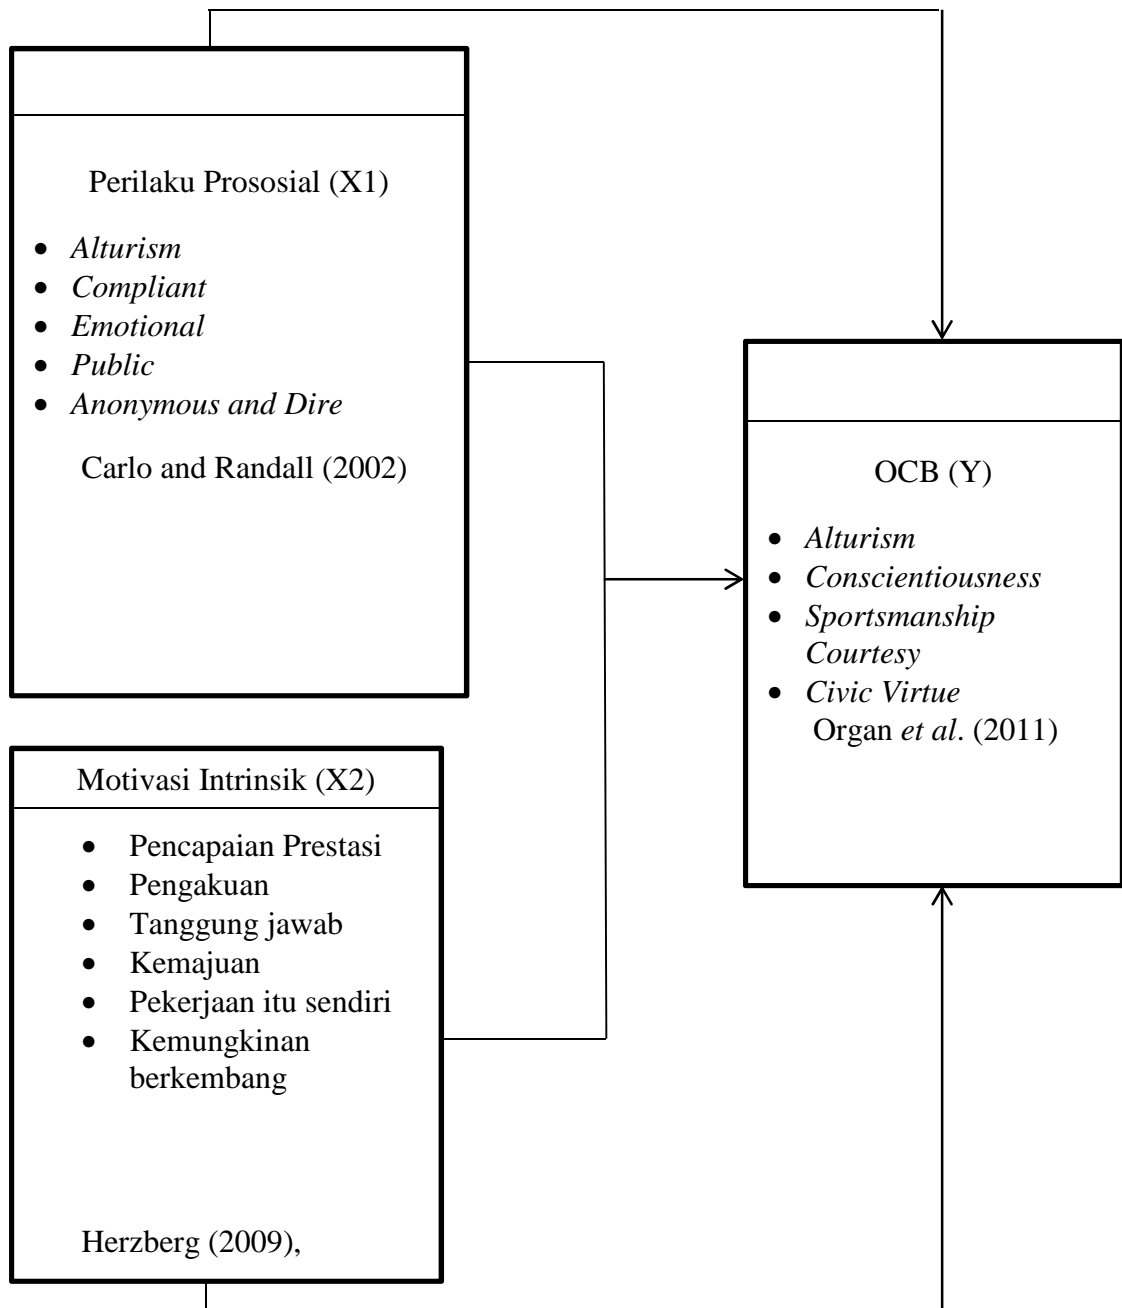 Perilaku Prososial (X1)
• Alturism
• Compliant
• Emotional
• Public
• Anonymous and Dire
Carlo and Randall (2002)
OCB (Y)
• Alturism
• Conscientiousness
• Sportsmanship
Courtesy
• Civic Virtue
Organ et al. (2011)
Motivasi Intrinsik (X2)
• Pencapaian Prestasi
• Pengakuan
• Tanggung jawab
• Kemajuan
• Pekerjaan itu sendiri
• Kemungkinan
berkembang
Herzberg (2009),